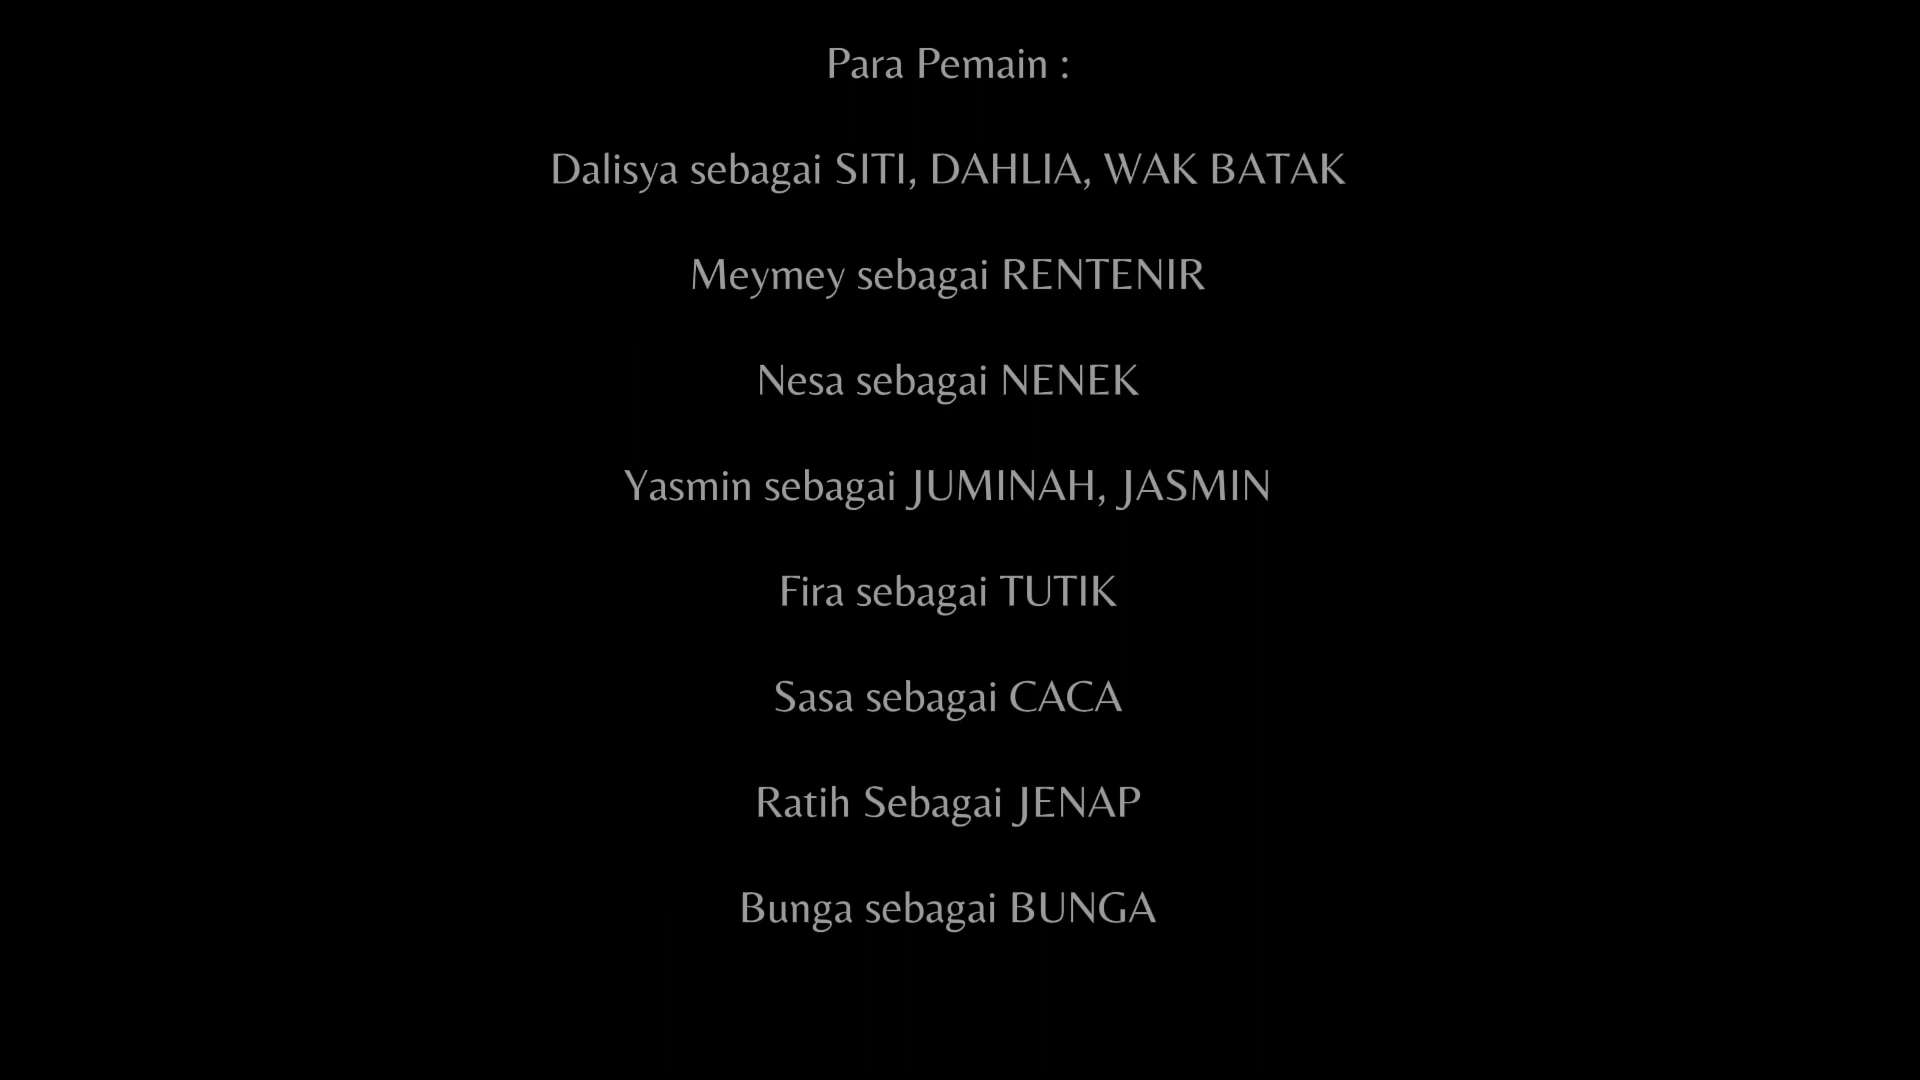 Para Pemain :
Dalisya sebagai SITI, DAHLIA, WAK BATAK
Meymey sebagai RENTENIR
Nesa sebagai NENEK
Yasmin sebagai JUMINAH, JASMIN
Fira sebagai TUTIK
Sasa sebagai CACA
Ratih Sebagai JENAP
Bunga sebagai BUNGA